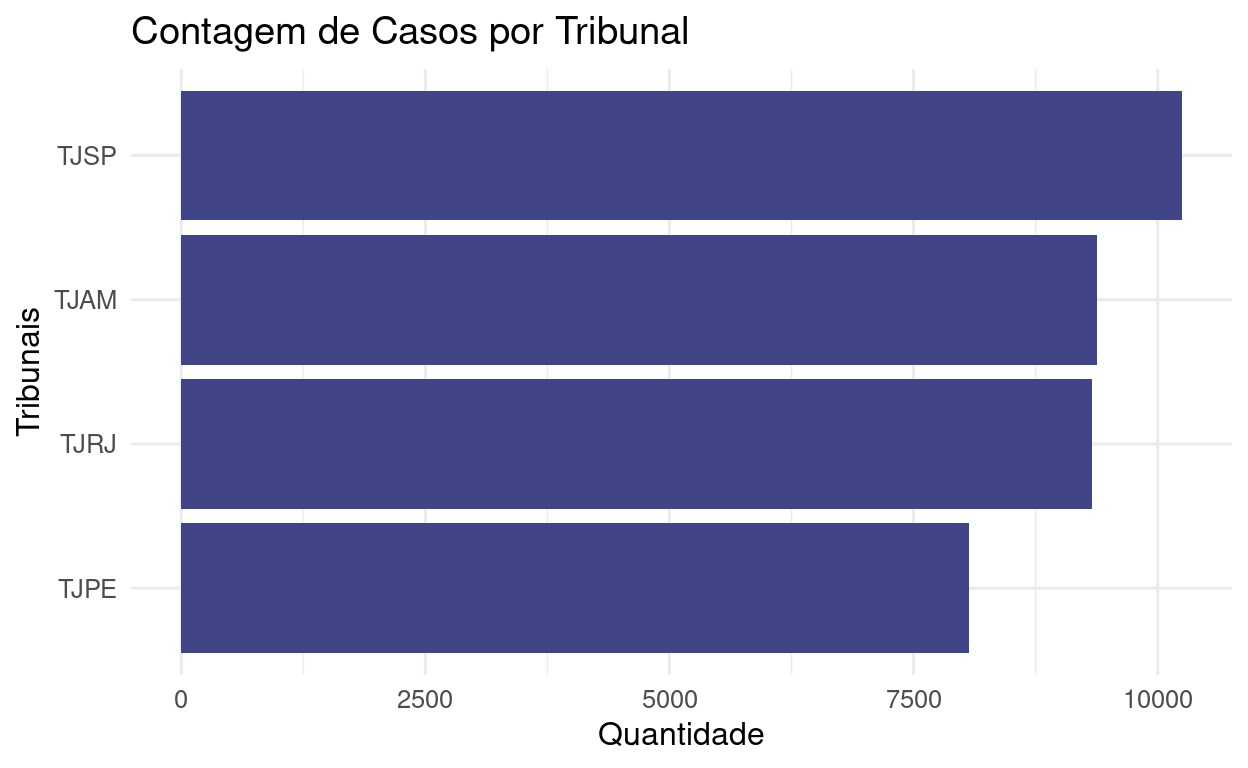 Contagem de Casos por Tribunal
Tribunais
TJSP
TJAM
TJRJ
TJPE
0 2500 5000 7500 10000
Quantidade